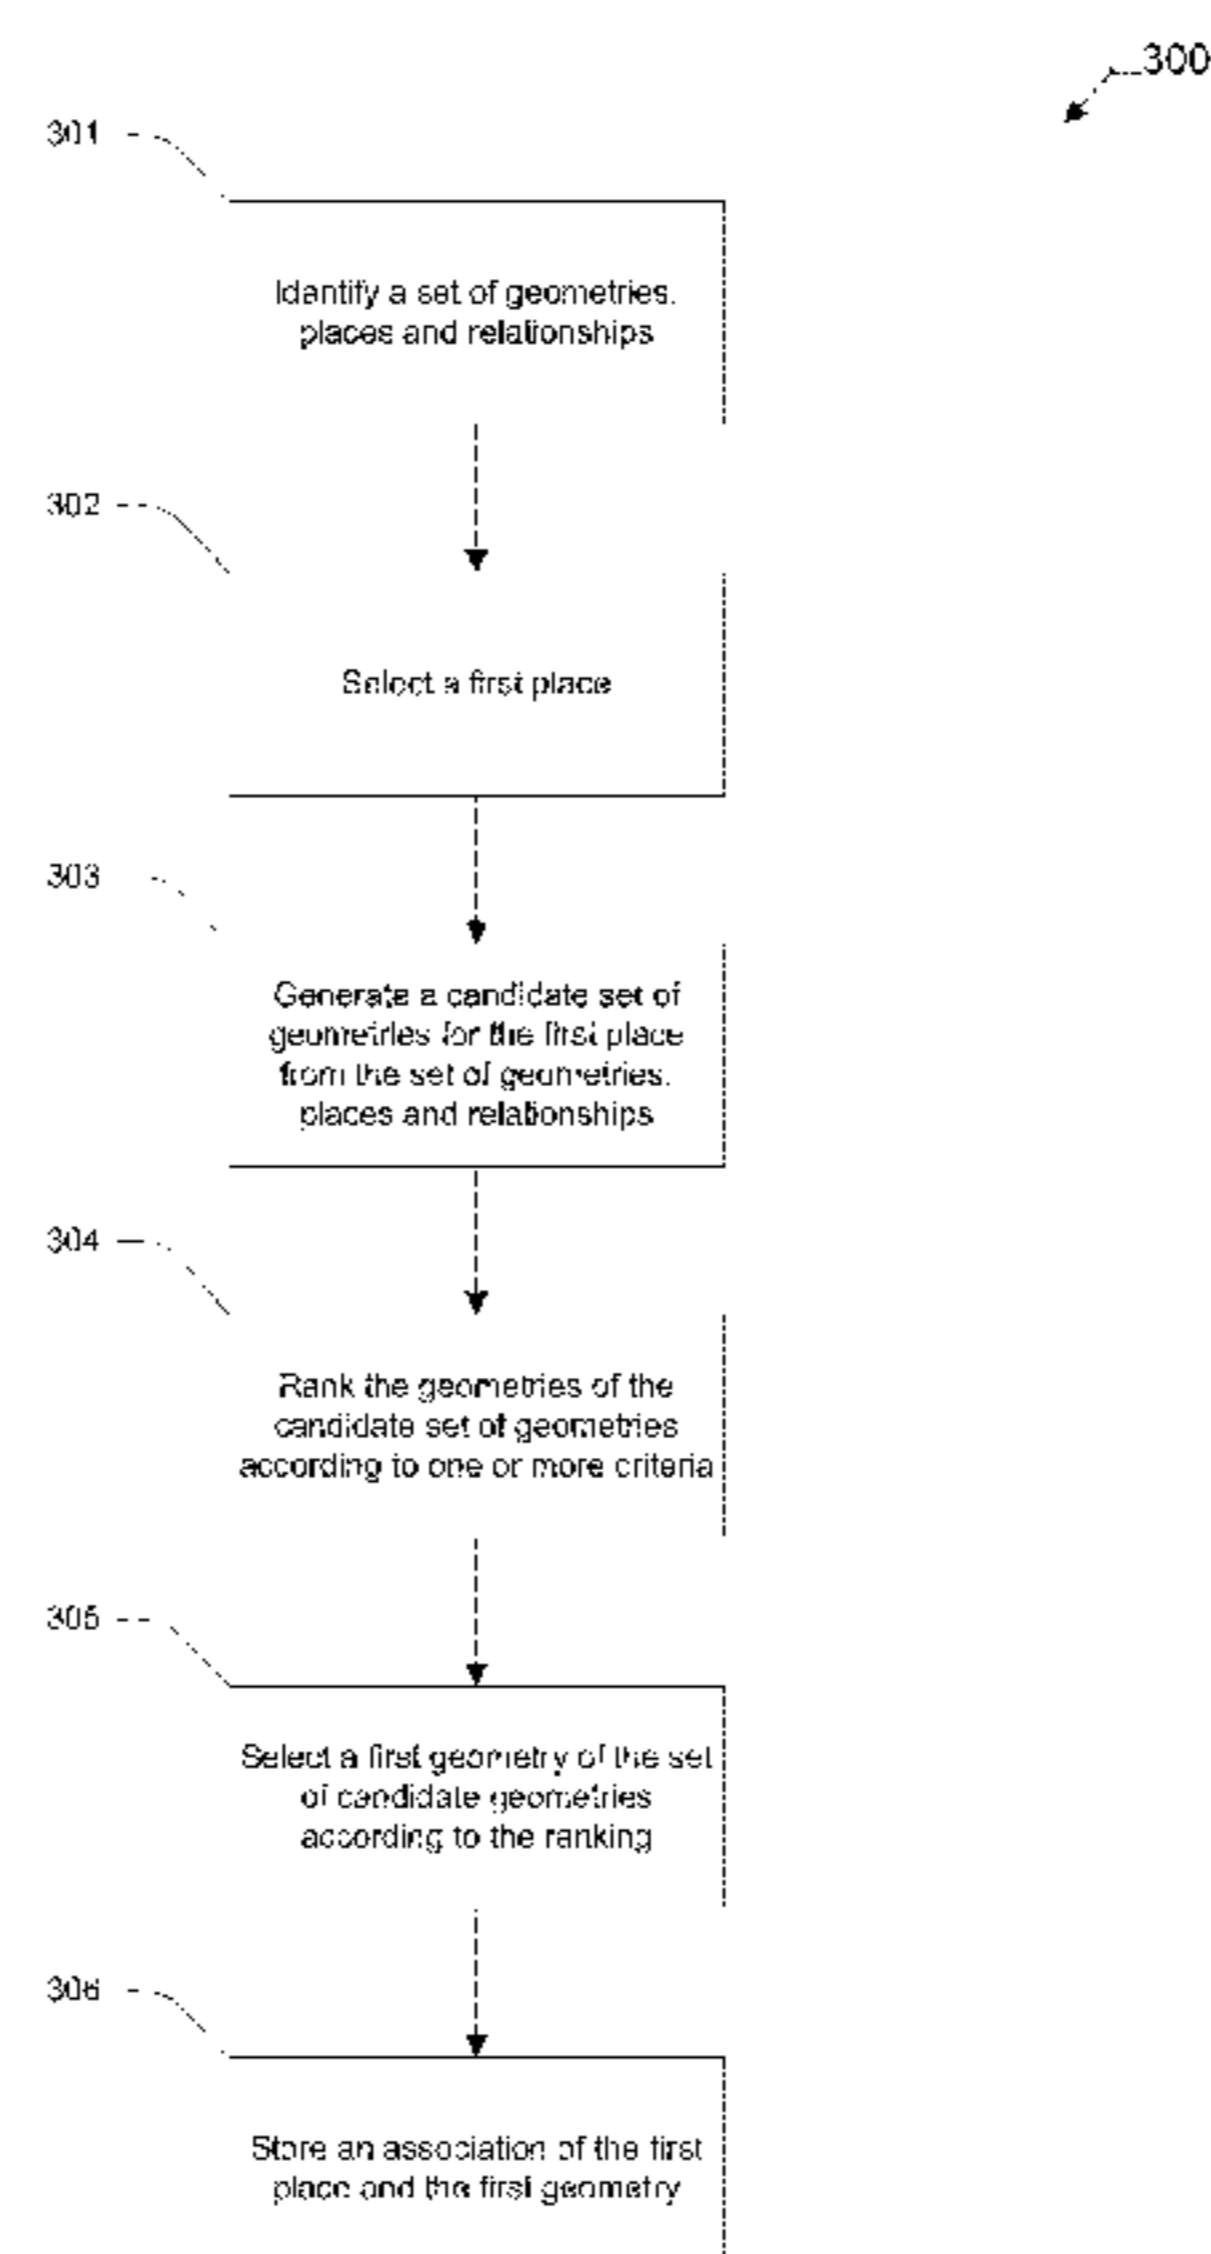 300
301
Identify a set of geometries,
places and relationships
302
Select a first place
303
Generate a candidate set of
geometries for the first place
from the set of geometries,
places and relationships
304
Rank the geometries of the
candidate set of geometries
according to one or more criteria
305
Select a first geometry of the set
of candidate geometries
according to the ranking
306
Store an association of the first
place and the first geometry